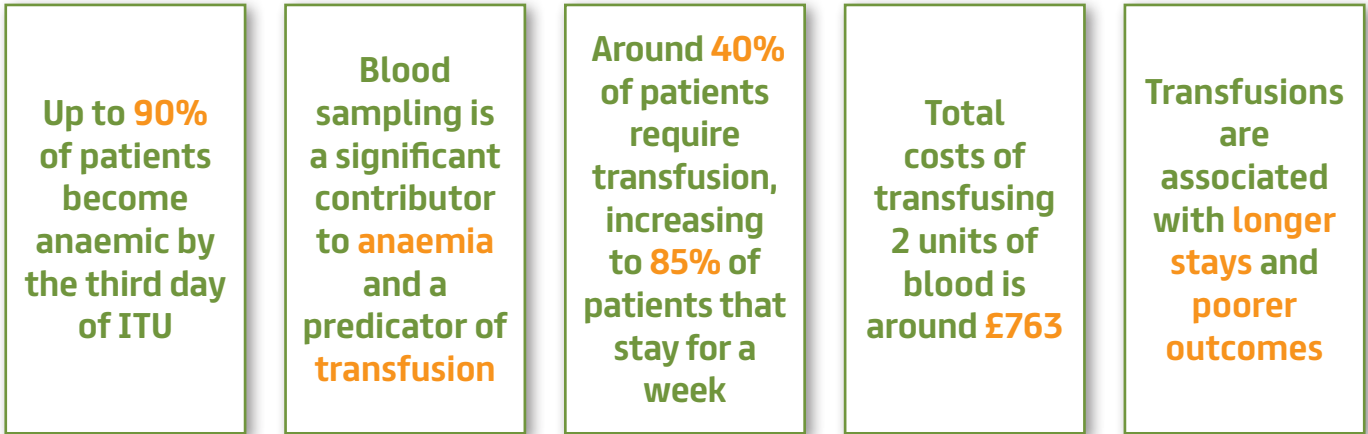 Up to 90%
of patients
become
anaemic by
the third day
of ITU
Blood
sampling is
a significant
contributor
to anaemia
and a
predicator of
transfusion
Around 40%
of patients
require
transfusion,
increasing
to 85% of
patients that
stay for a
week
Total
costs of
transfusing
2 units of
blood is
around £763
Transfusions
are
associated
with longer
stays and
poorer
outcomes